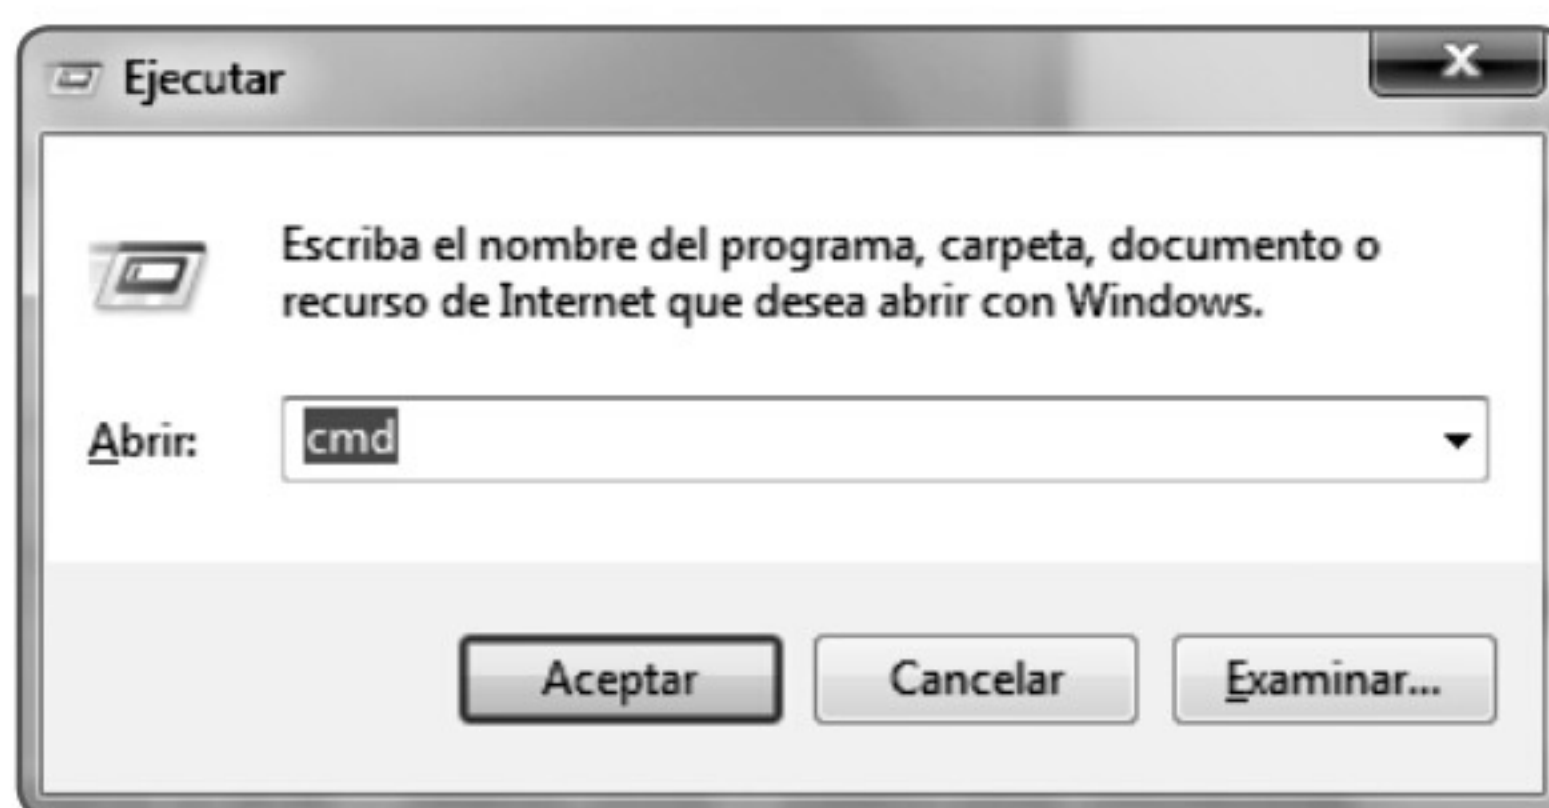 Ejecutar
Escriba el nombre del programa, carpeta, documento o
recurso de Internet que desea abrir con Windows.
Abrir: cmd
Aceptar Cancelar Examinar...